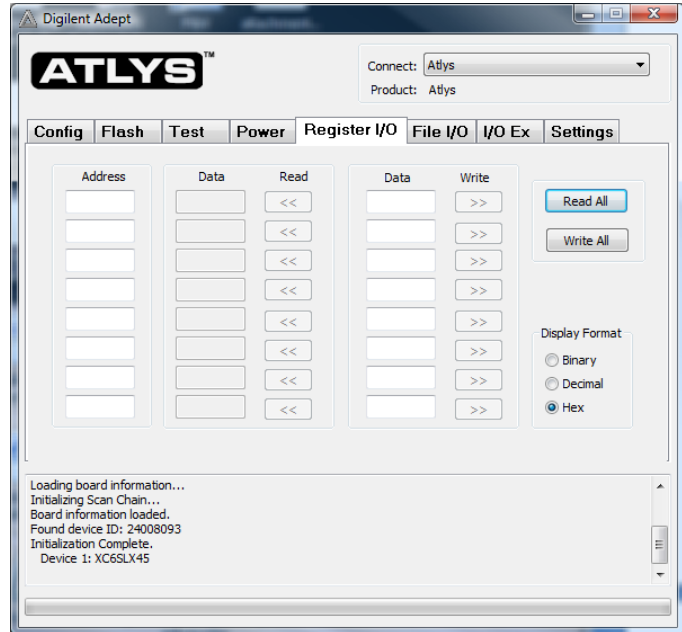 Digilent Adept
ATLYS™
Connect: Atlys
Product: Atlys
Config Flash Test Power Register I/O File I/O I/O Ex Settings
Address Data Read Data Write
<< >> Read All
<< >> Write All
<< >>
<< >>
<< >>
Display Format
<< >> Binary
<< >> Decimal
<< >> Hex
Loading board information...
Initializing Scan Chain...
Board information loaded.
Found device ID: 24008093
Initialization Complete.
Device 1: XC6SLX45